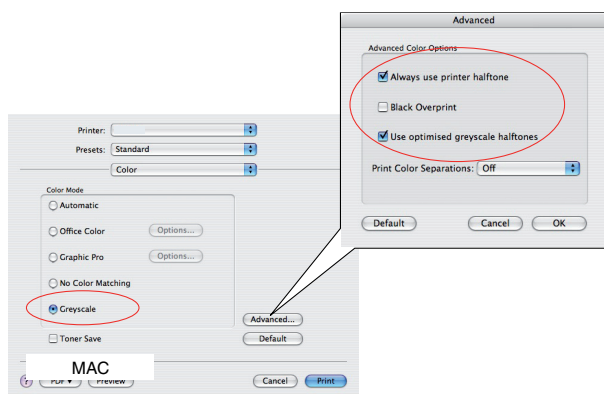 Advanced
Advanced Color Options
Always use printer halftone
Black Overprint
Use optimised greyscale halftones
Print Color Separations: Off
Default Cancel OK
Printer:
Presets: Standard
Color
Color Mode
Automatic
Office Color Options...
Graphic Pro Options...
No Color Matching
Greyscale
Advanced...
Toner Save Default
MAC
? PDF▼ Preview Cancel Print